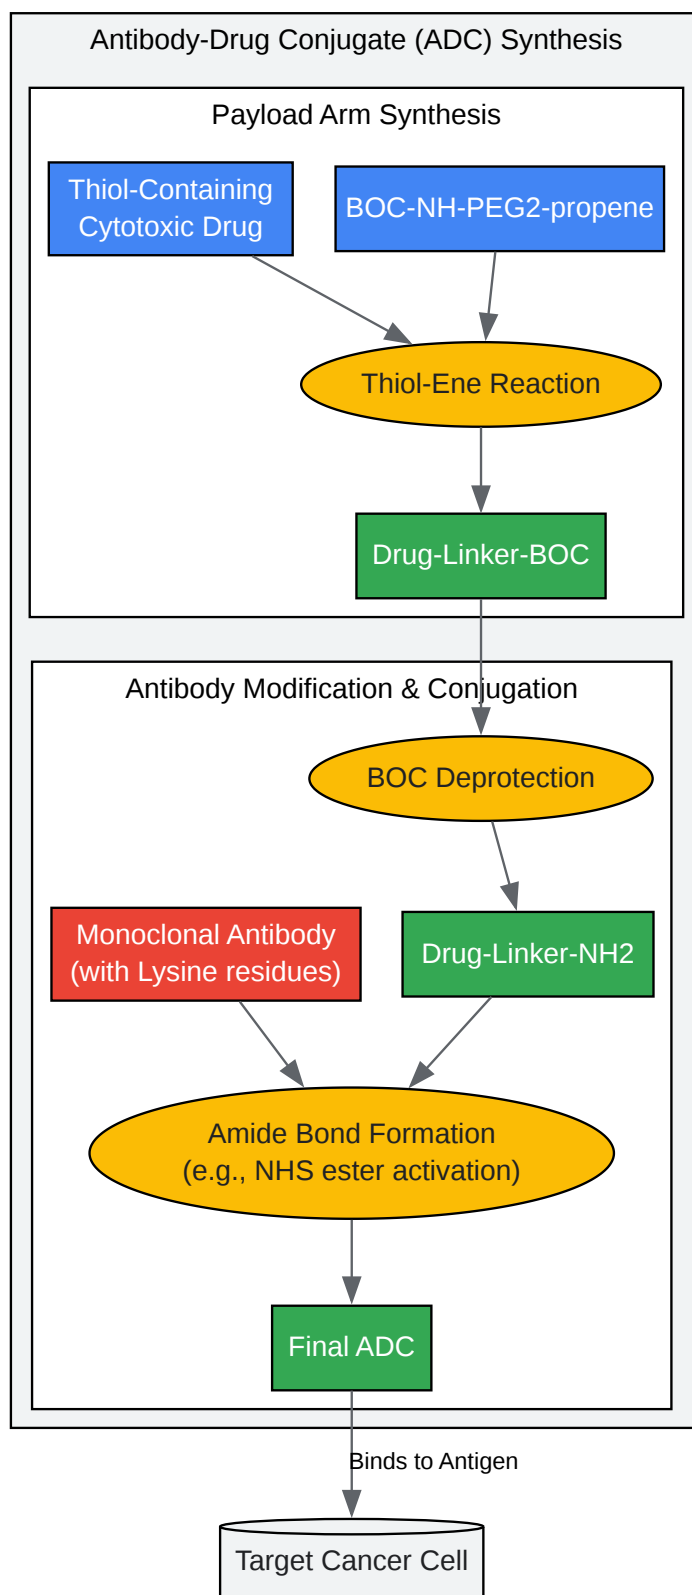 Antibody-Drug Conjugate (ADC) Synthesis
Payload Arm Synthesis
Thiol-Containing
Cytotoxic Drug
BOC-NH-PEG2-propene
Thiol-Ene Reaction
Drug-Linker-BOC
Antibody Modification & Conjugation
BOC Deprotection
Monoclonal Antibody
(with Lysine residues)
Drug-Linker-NH2
Amide Bond Formation
(e.g., NHS ester activation)
Final ADC
Binds to Antigen
Target Cancer Cell